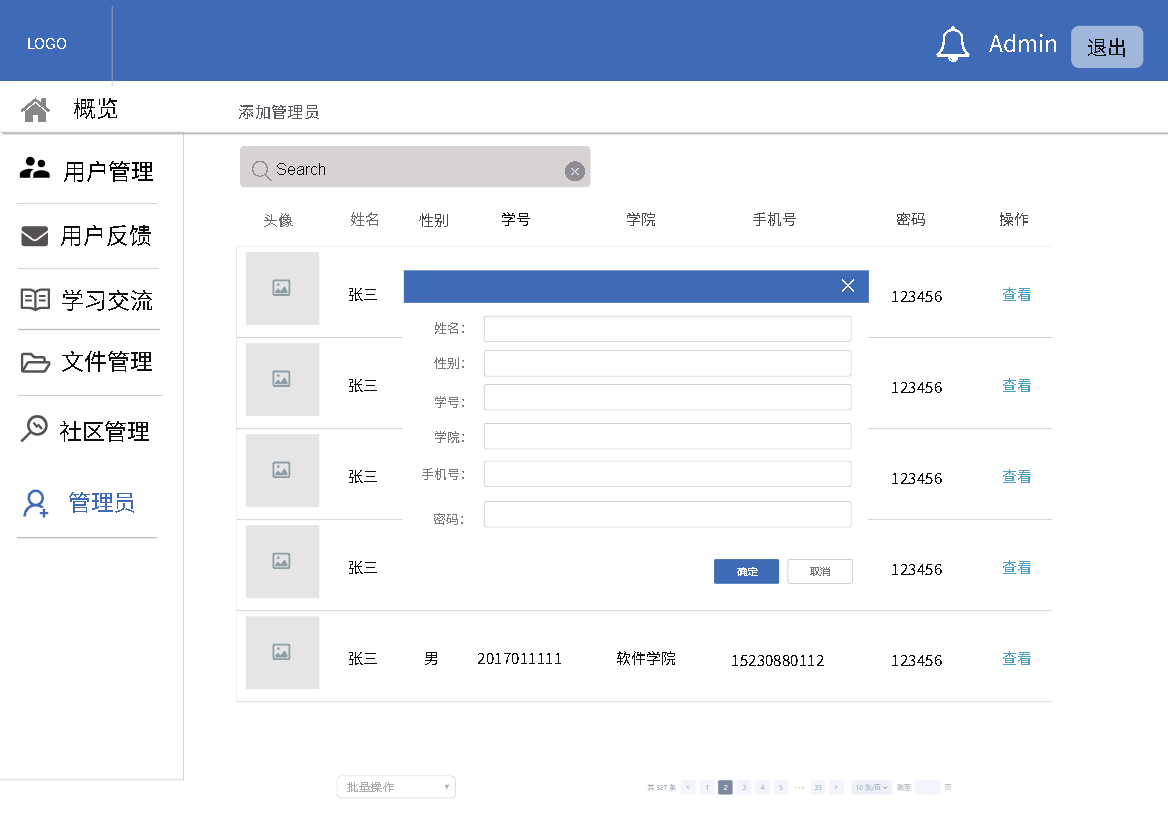 LOGO
Admin
退出
概览
添加管理员
用户管理
用户反馈
学习交流
文件管理
社区管理
管理员
Search
头像 姓名 性别 学号 学院 手机号 密码 操作
张三 123456 查看
姓名：
性别：
学号：
学院：
手机号：
密码：
确定 取消
张三 123456 查看
张三 123456 查看
张三 123456 查看
张三 男 2017011111 软件学院 15230880112 123456 查看
批量操作
共 327 条 < 1 2 3 4 5 ··· 33 > 10 条/页 跳至 页